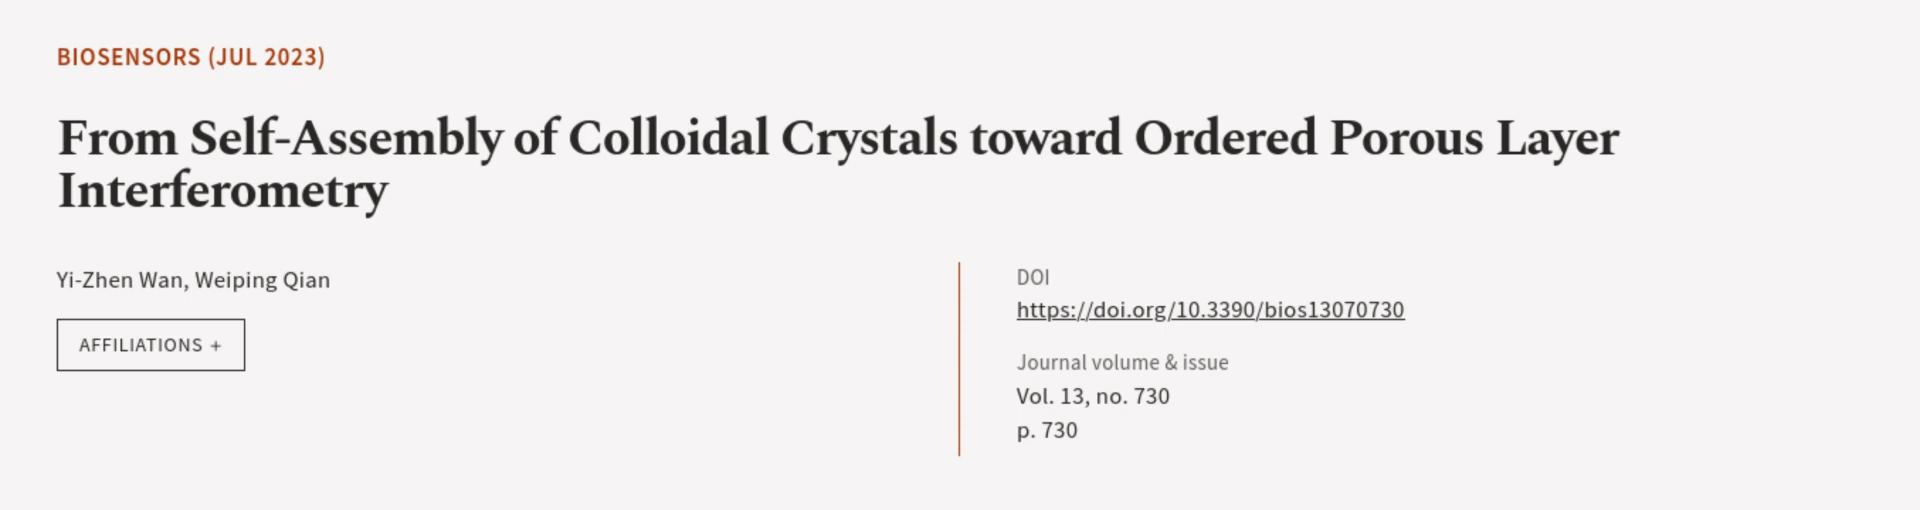 BIOSENSORS (JUL 2023)
From Self-Assembly of Colloidal Crystals toward Ordered Porous Layer
Interferometry
Yi-Zhen Wan, Weiping Qian
AFFILIATIONS +
DOI
https://doi.org/10.3390/bios13070730
Journal volume & issue
Vol. 13, no. 730
p. 730